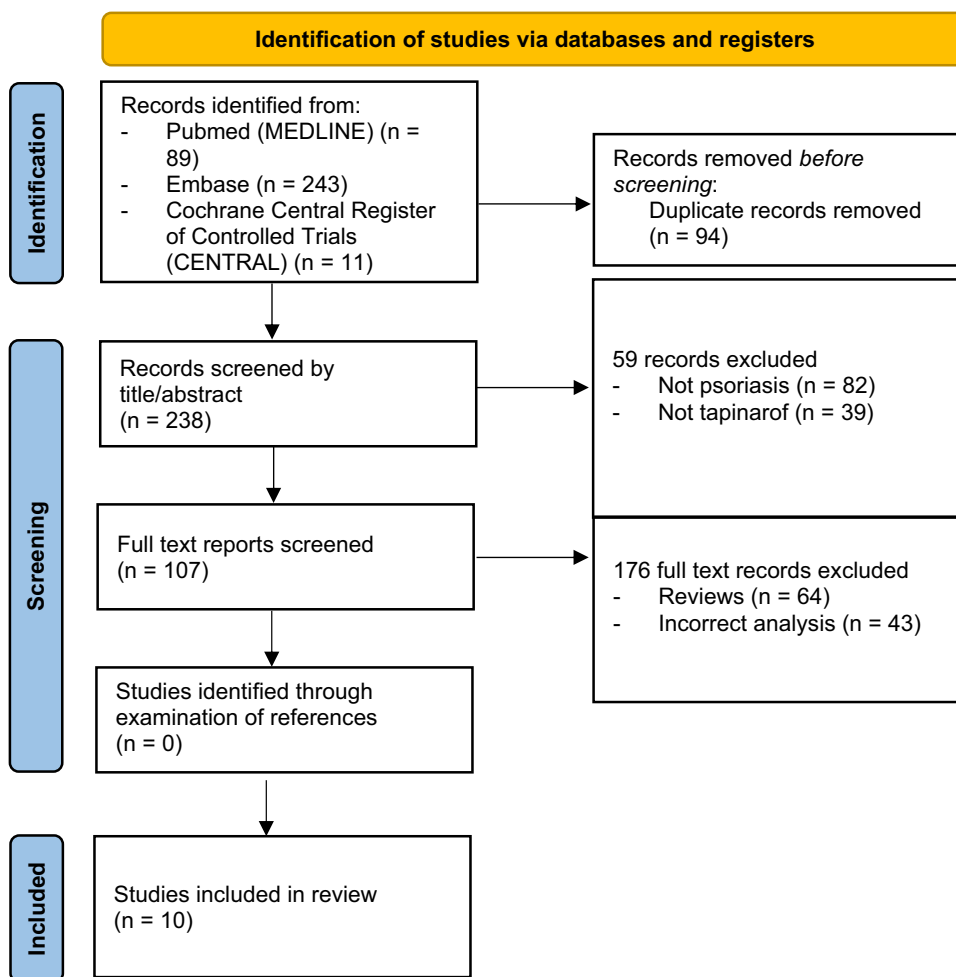 Identification of studies via databases and registers
Identification
Records identified from:
- Pubmed (MEDLINE) (n =
89)
- Embase (n = 243)
- Cochrane Central Register
of Controlled Trials
(CENTRAL) (n = 11)
Records removed before
screening:
Duplicate records removed
(n = 94)
Screening
Records screened by
title/abstract
(n = 238)
59 records excluded
- Not psoriasis (n = 82)
- Not tapinarof (n = 39)
Full text reports screened
(n = 107)
176 full text records excluded
- Reviews (n = 64)
- Incorrect analysis (n = 43)
Studies identified through
examination of references
(n = 0)
Included
Studies included in review
(n = 10)